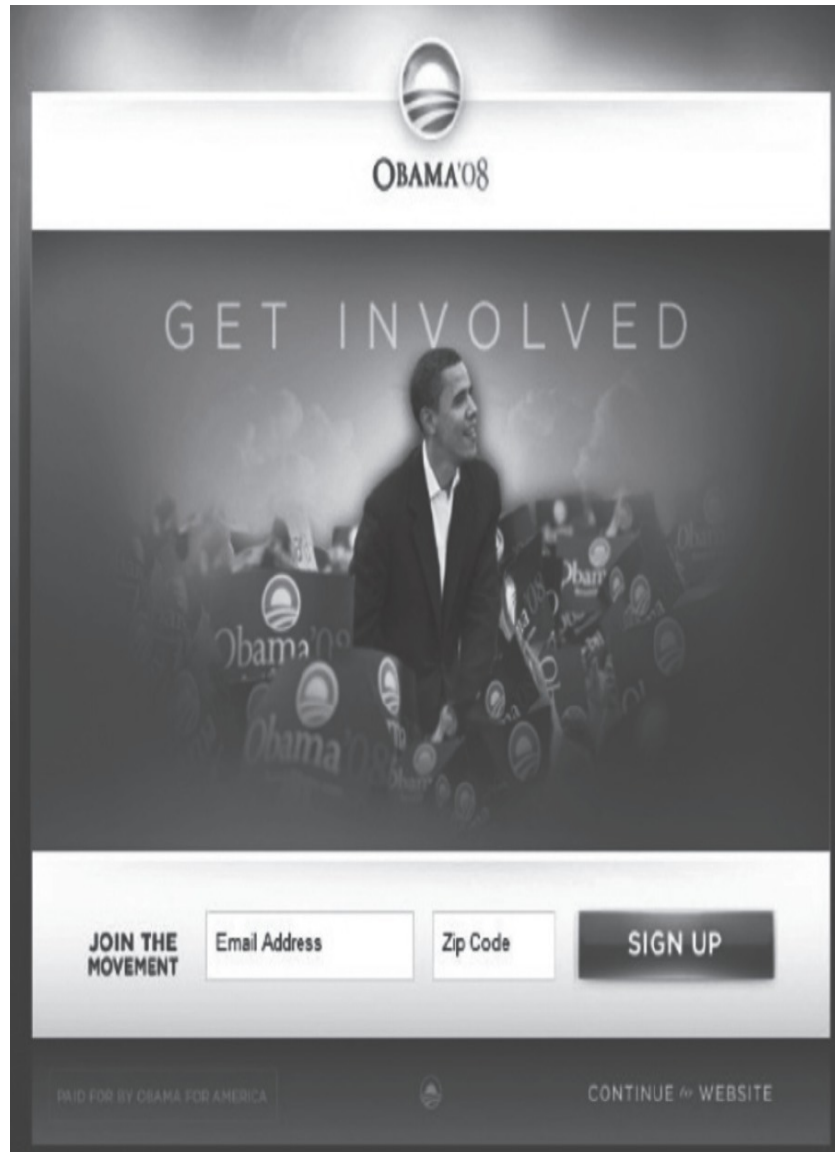 OBAMA'08
GET INVOLVED
Obama'08
Obama'08
Obama
JOIN THE
MOVEMENT
Email Address
Zip Code
SIGN UP
PAID FOR BY OBAMA FOR AMERICA
CONTINUE to WEBSITE